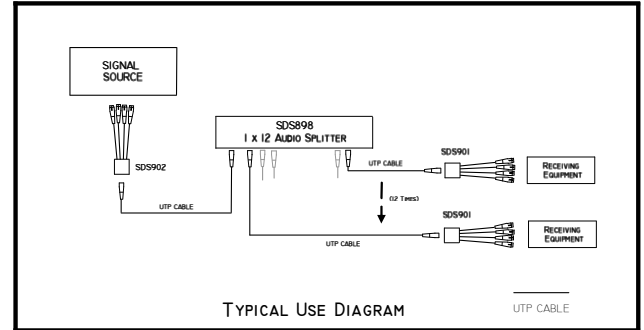 SIGNAL
SOURCE
SDS898
1 X 12 AUDIO SPLITTER
SDS902
UTP CABLE
UTP CABLE
SDS901
RECEIVING
EQUIPMENT
(12 TIMES)
SDS901
UTP CABLE
RECEIVING
EQUIPMENT
TYPICAL USE DIAGRAM
UTP CABLE